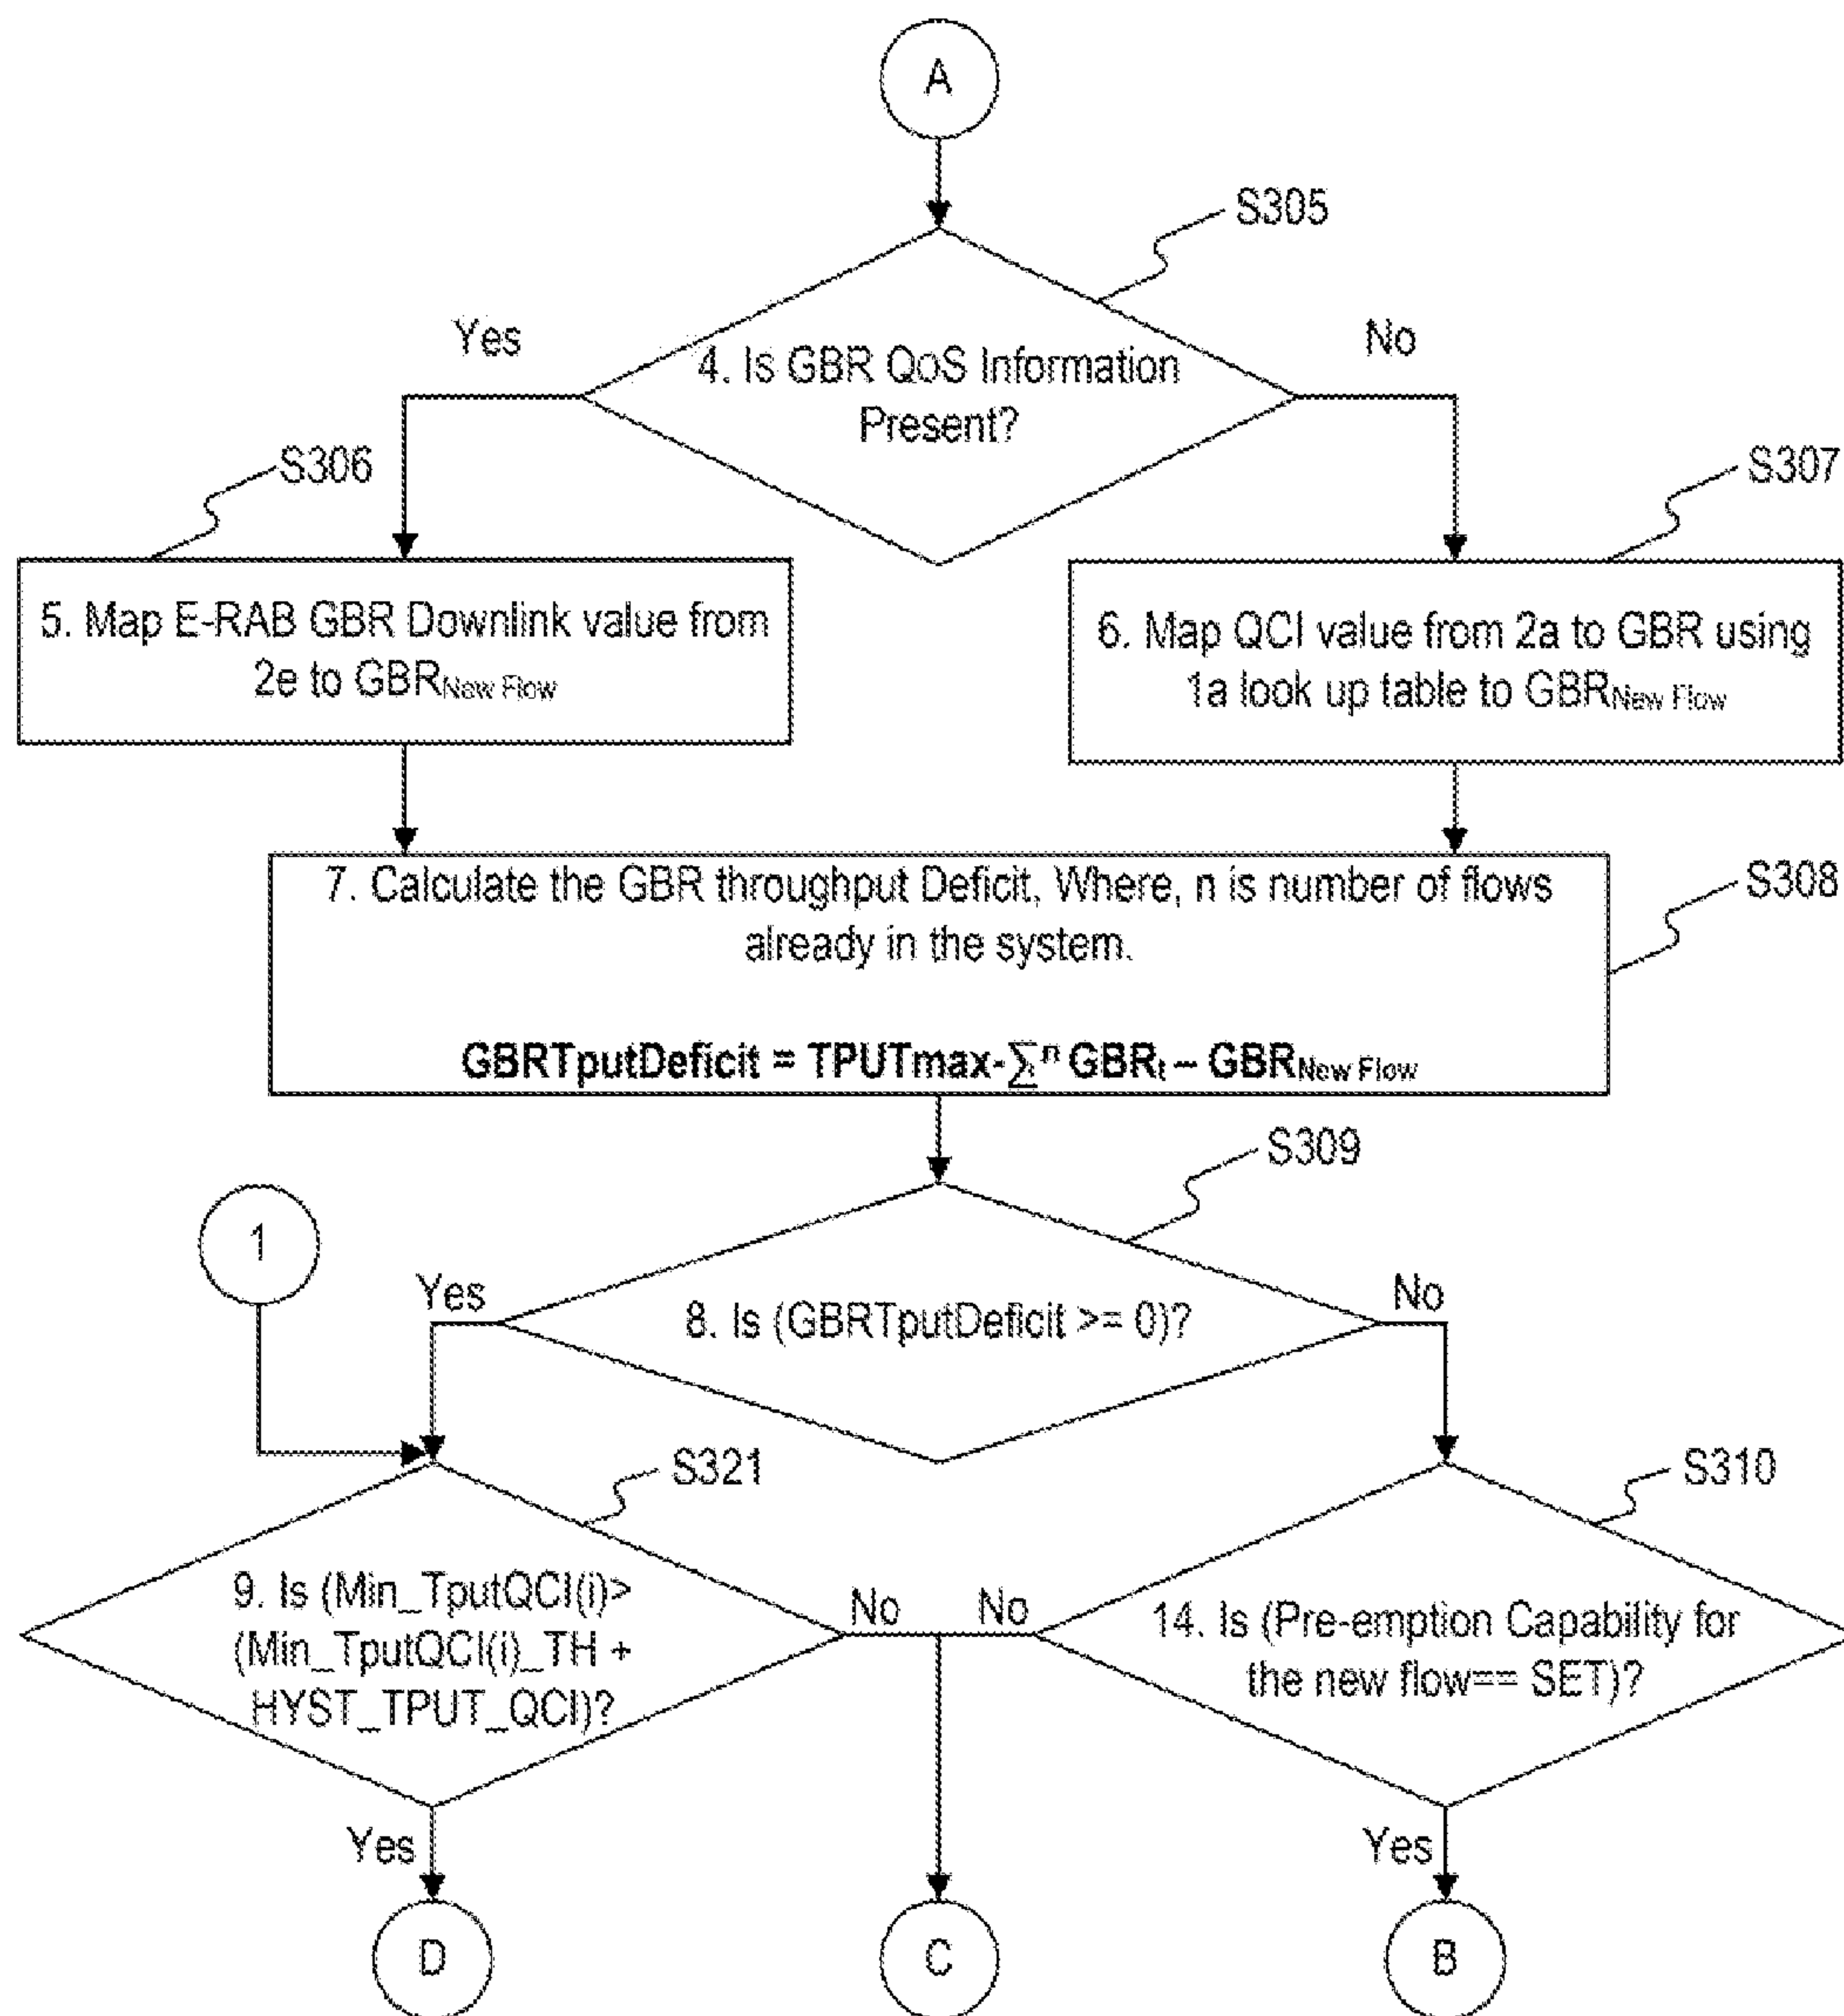 A
S305
Yes
No
4. Is GBR QoS Information
Present?
S306
S307
5. Map E-RAB GBR Downlink value from
2e to GBRNew Flow
6. Map QCI value from 2a to GBR using
1a look up table to GBRNew Flow
7. Calculate the GBR throughput Deficit, Where, n is number of flows
already in the system.
S308
GBRTputDeficit = TPUTmax-∑ⁿ GBRt – GBRNew Flow
S309
1
Yes
No
8. Is (GBRTputDeficit >= 0)?
S321
S310
9. Is (Min_TputQCI(i)>
(Min_TputQCI(i)_TH +
HYST_TPUT_QCI)?
No
No
14. Is (Pre-emption Capability for
the new flow== SET)?
Yes
Yes
D
C
B